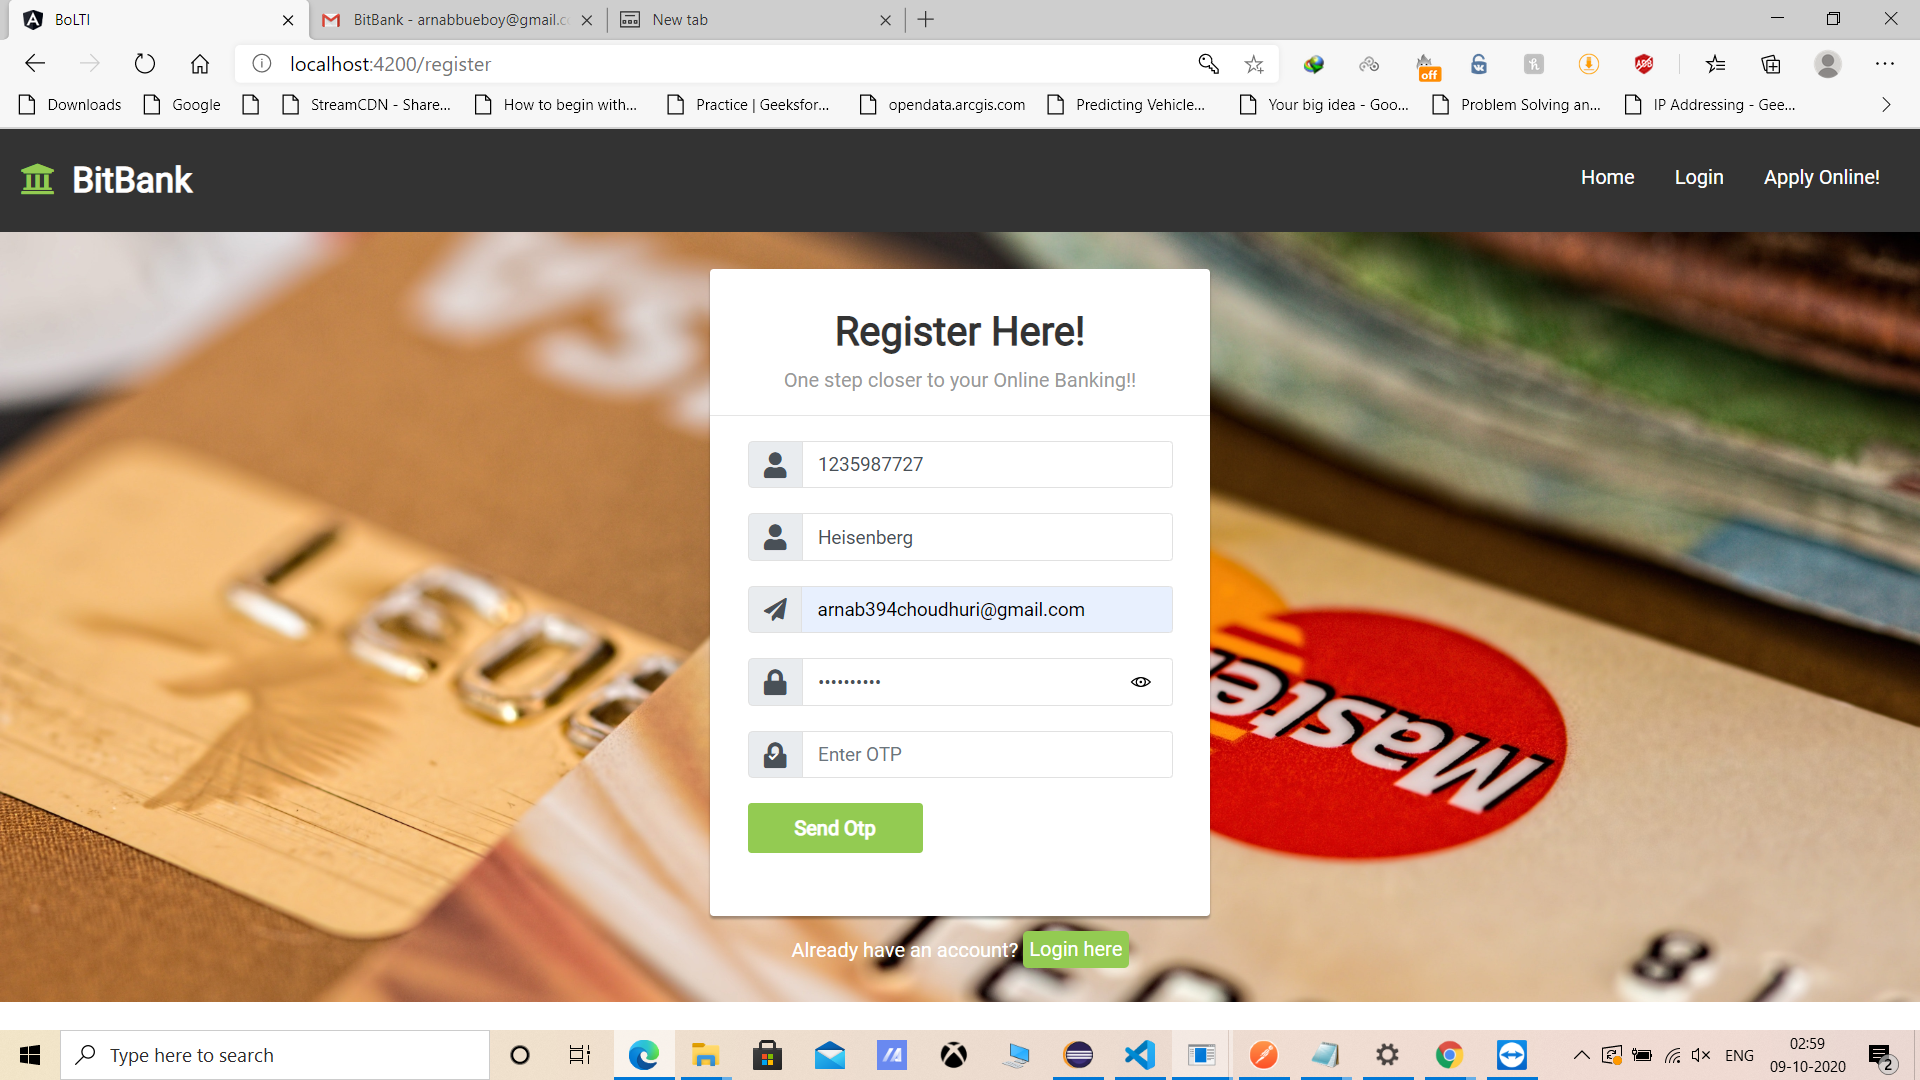 BoLTI
BitBank - arnabbueboy@gmail.c
New tab
localhost:4200/register
off
ADB
Downloads
Google
StreamCDN - Share...
How to begin with...
Practice | Geeksfor...
opendata.arcgis.com
Predicting Vehicle...
Your big idea - Goo...
Problem Solving an...
IP Addressing - Gee...
BitBank
Home
Login
Apply Online!
Register Here!
One step closer to your Online Banking!!
1235987727
Heisenberg
arnab394choudhuri@gmail.com
••••••••••
Enter OTP
Send Otp
Already have an account? Login here
Master
Type here to search
ENG
02:59
09-10-2020
2